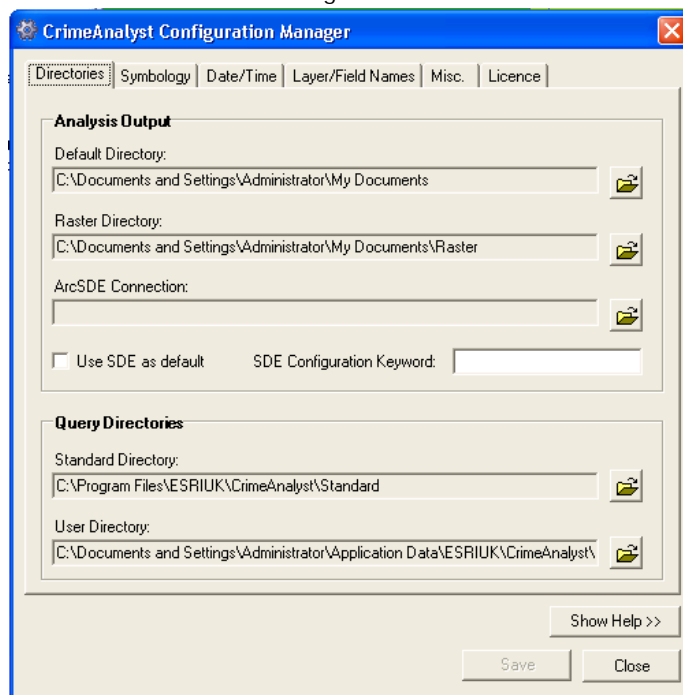 CrimeAnalyst Configuration Manager
Directories Symbology Date/Time Layer/Field Names Misc. Licence
Analysis Output
Default Directory:
C:\Documents and Settings\Administrator\My Documents
Raster Directory:
C:\Documents and Settings\Administrator\My Documents\Raster
ArcSDE Connection:
Use SDE as default SDE Configuration Keyword:
Query Directories
Standard Directory:
C:\Program Files\ESRIUK\CrimeAnalyst\Standard
User Directory:
C:\Documents and Settings\Administrator\Application Data\ESRIUK\CrimeAnalyst\
Show Help >>
Save Close